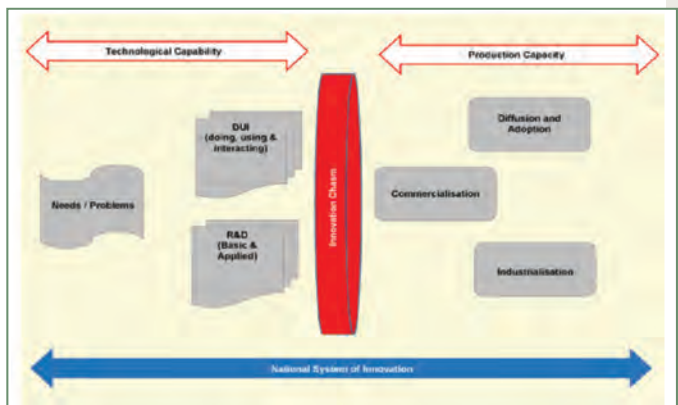 Technological Capability
Production Capacity
DUI
(doing, using &
interacting)
Diffusion and
Adoption
Needs / Problems
Innovation Chasm
Commercialisation
R&D
(Basic &
Applied)
Industrialisation
National System of Innovation